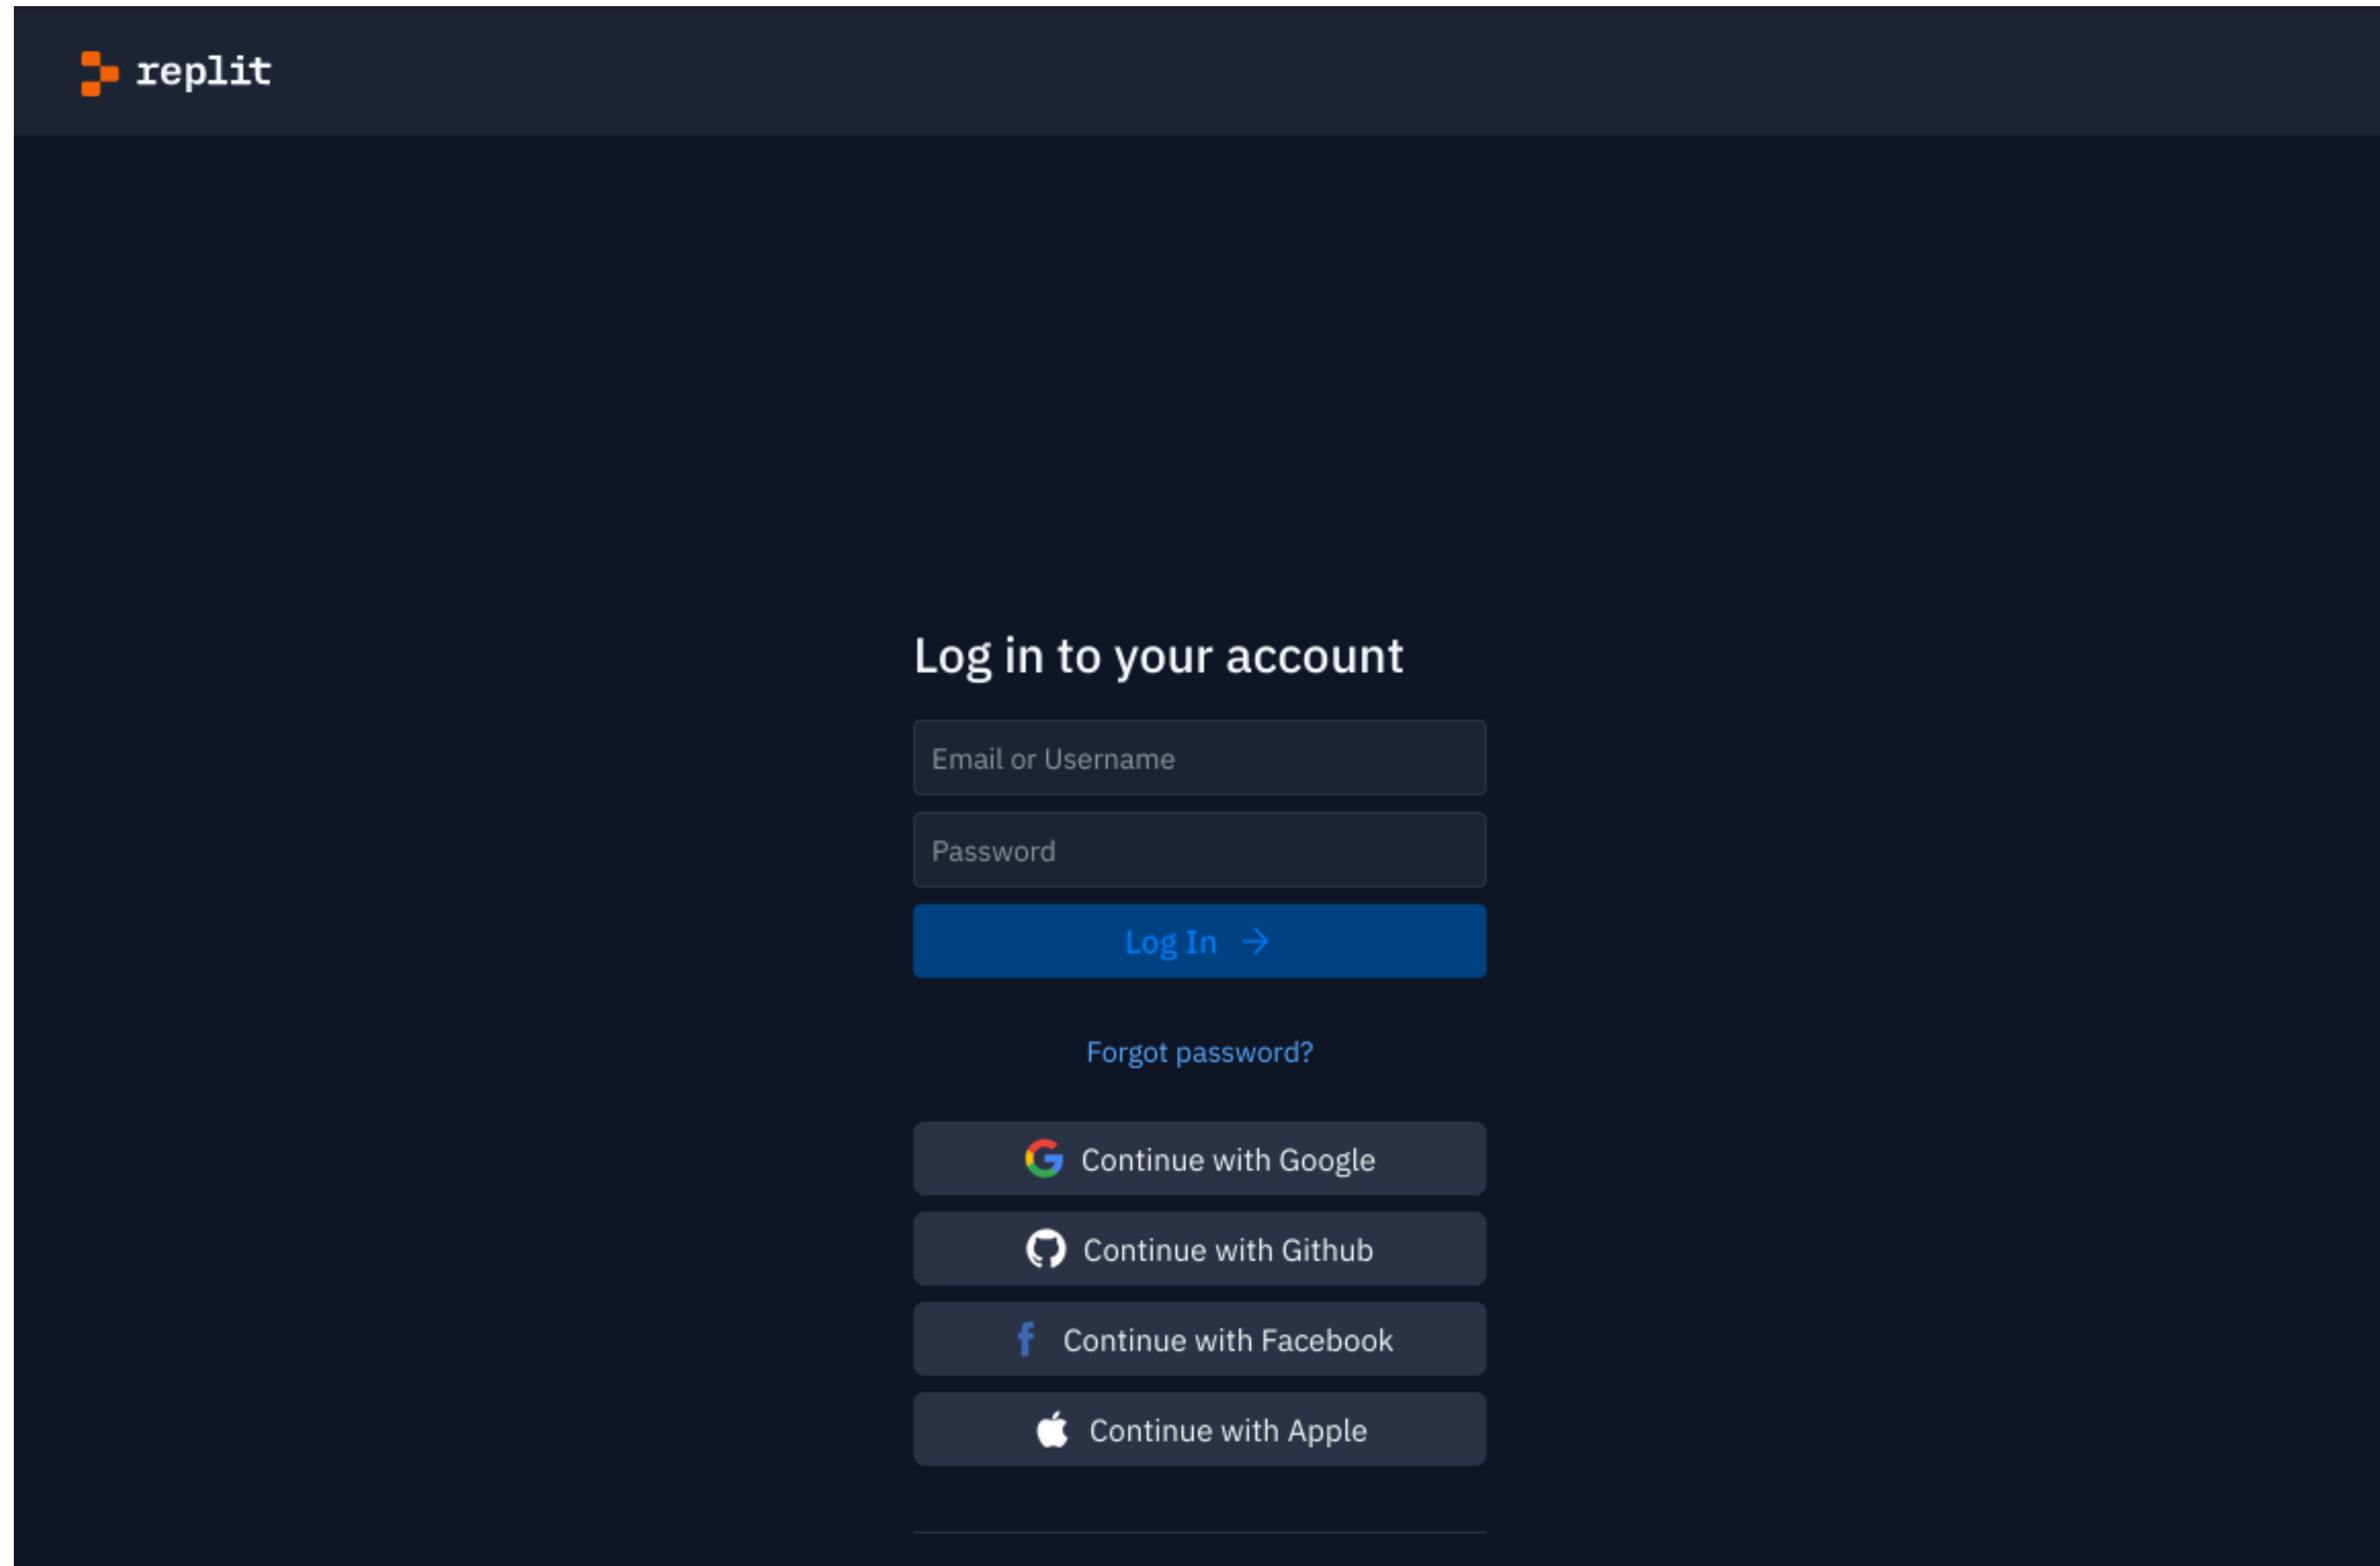 replit
Log in to your account
Email or Username
Password
Log In →
Forgot password?
Continue with Google
Continue with Github
Continue with Facebook
Continue with Apple